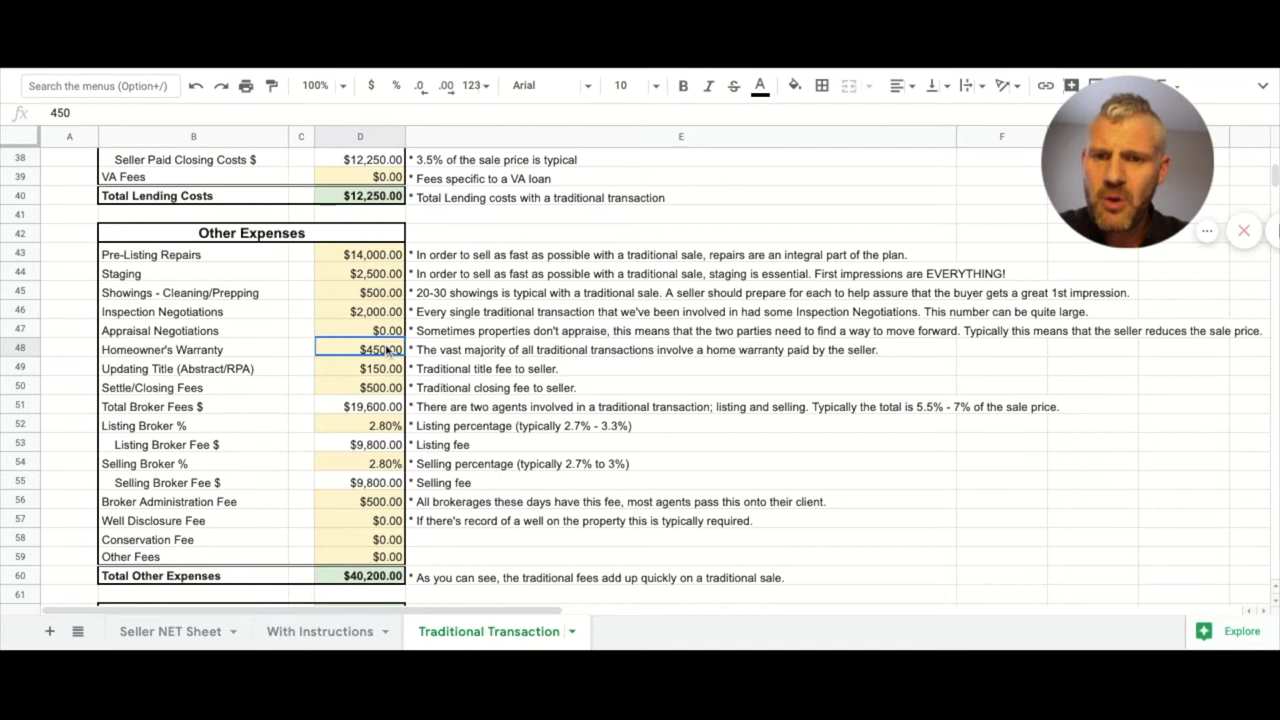 Search the menus (Option+/) 100% $ % .0 .00 123 Arial 10 B I S A
fx 450
A B C D E F
38 Seller Paid Closing Costs $ $12,250.00 * 3.5% of the sale price is typical
39 VA Fees $0.00 * Fees specific to a VA loan
40 Total Lending Costs $12,250.00 * Total Lending costs with a traditional transaction
41
42 Other Expenses
43 Pre-Listing Repairs $14,000.00 * In order to sell as fast as possible with a traditional sale, repairs are an integral part of the plan.
44 Staging $2,500.00 * In order to sell as fast as possible with a traditional sale, staging is essential. First impressions are EVERYTHING!
45 Showings - Cleaning/Prepping $500.00 * 20-30 showings is typical with a traditional sale. A seller should prepare for each to help assure that the buyer gets a great 1st impression.
46 Inspection Negotiations $2,000.00 * Every single traditional transaction that we've been involved in had some Inspection Negotiations. This number can be quite large.
47 Appraisal Negotiations $0.00 * Sometimes properties don't appraise, this means that the two parties need to find a way to move forward. Typically this means that the seller reduces the sale price.
48 Homeowner's Warranty $450.00 * The vast majority of all traditional transactions involve a home warranty paid by the seller.
49 Updating Title (Abstract/RPA) $150.00 * Traditional title fee to seller.
50 Settle/Closing Fees $500.00 * Traditional closing fee to seller.
51 Total Broker Fees $ $19,600.00 * There are two agents involved in a traditional transaction; listing and selling. Typically the total is 5.5% - 7% of the sale price.
52 Listing Broker % 2.80% * Listing percentage (typically 2.7% - 3.3%)
53 Listing Broker Fee $ $9,800.00 * Listing fee
54 Selling Broker % 2.80% * Selling percentage (typically 2.7% to 3%)
55 Selling Broker Fee $ $9,800.00 * Selling fee
56 Broker Administration Fee $500.00 * All brokerages these days have this fee, most agents pass this onto their client.
57 Well Disclosure Fee $0.00 * If there's record of a well on the property this is typically required.
58 Conservation Fee $0.00
59 Other Fees $0.00
60 Total Other Expenses $40,200.00 * As you can see, the traditional fees add up quickly on a traditional sale.
61
Seller NET Sheet With Instructions Traditional Transaction Explore